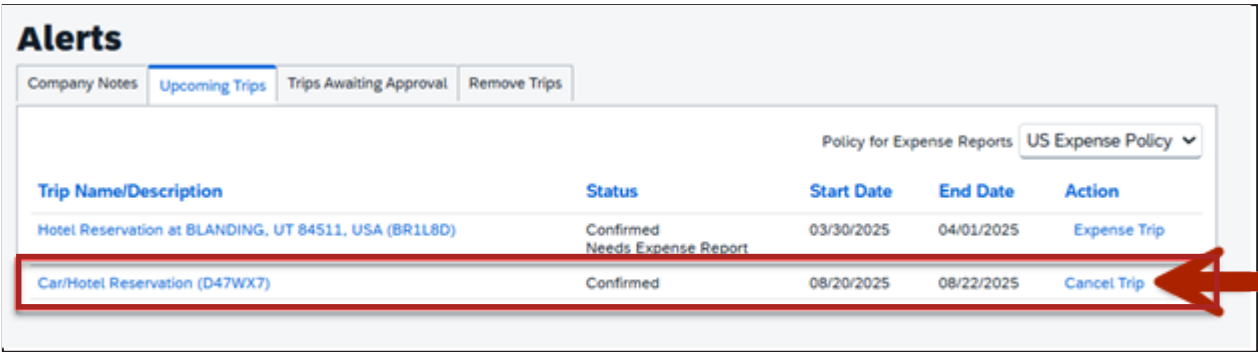 Alerts
Company Notes Upcoming Trips Trips Awaiting Approval Remove Trips
Policy for Expense Reports US Expense Policy
Trip Name/Description Status Start Date End Date Action
Hotel Reservation at BLANDING, UT 84511, USA (BR1L8D) Confirmed 03/30/2025 04/01/2025 Expense Trip
Needs Expense Report
Car/Hotel Reservation (D47WX7) Confirmed 08/20/2025 08/22/2025 Cancel Trip